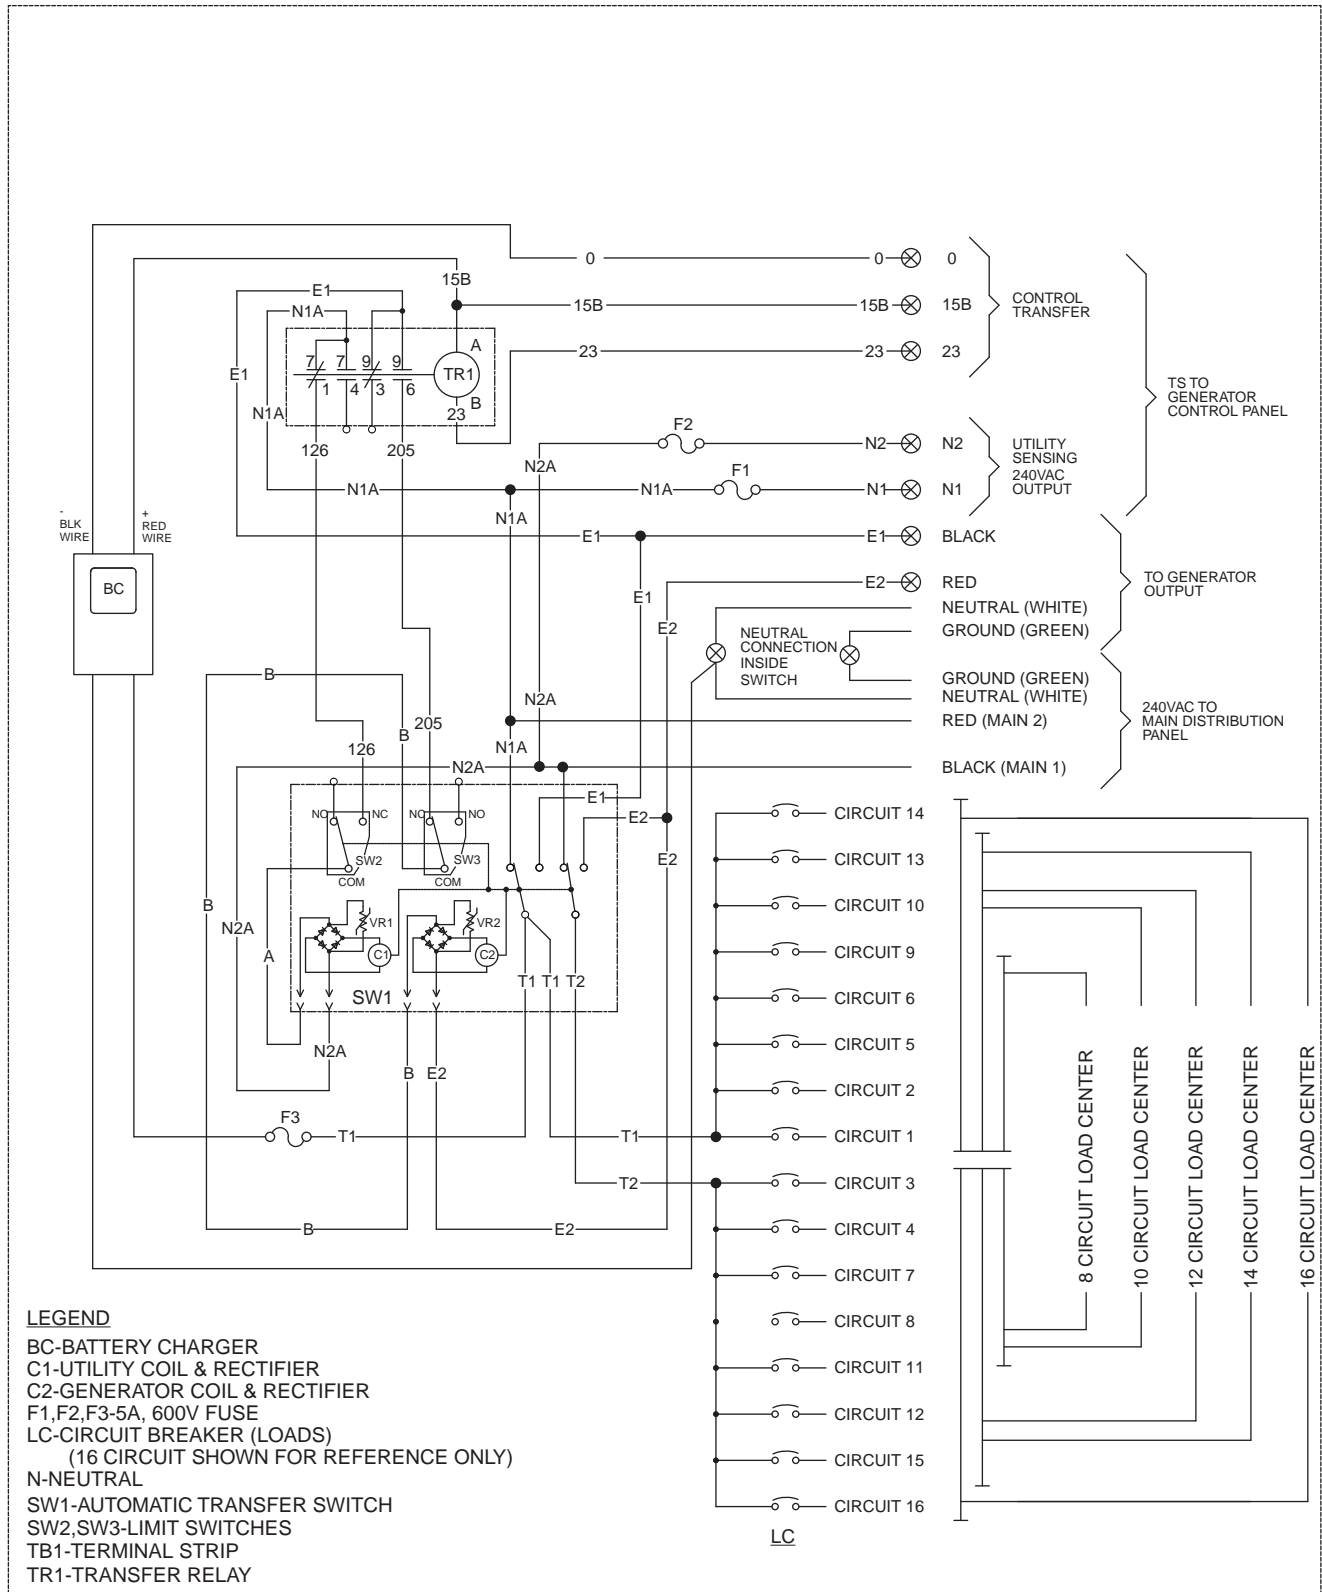 0
0
0
15B
15B
15B
15B
CONTROL
TRANSFER
E1
N1A
A
7
7
9
9
TR1
1
4
3
6
B
23
23
23
23
E1
N1A
TS TO
GENERATOR
CONTROL PANEL
126
205
F2
N2
N2
UTILITY
SENSING
240VAC
OUTPUT
N2A
F1
N1A
N1A
N1
N1
N1A
-
BLK
WIRE
+
RED
WIRE
E1
E1
BLACK
BC
E2
RED
TO GENERATOR
OUTPUT
E1
NEUTRAL (WHITE)
E2
NEUTRAL
CONNECTION
INSIDE
SWITCH
GROUND (GREEN)
B
GROUND (GREEN)
N2A
NEUTRAL (WHITE)
240VAC TO
MAIN DISTRIBUTION
PANEL
205
B
RED (MAIN 2)
126
N1A
N2A
BLACK (MAIN 1)
E1
NO
NC
NC
NO
E2
CIRCUIT 14
SW2
SW3
E2
CIRCUIT 13
COM
COM
B
CIRCUIT 10
N2A
VR1
VR2
A
C1
C2
CIRCUIT 9
T1
T1
T2
SW1
CIRCUIT 6
N2A
CIRCUIT 5
B
E2
CIRCUIT 2
F3
T1
T1
CIRCUIT 1
T2
CIRCUIT 3
B
E2
CIRCUIT 4
CIRCUIT 7
CIRCUIT 8
CIRCUIT 11
CIRCUIT 12
CIRCUIT 15
CIRCUIT 16
LC
8 CIRCUIT LOAD CENTER
10 CIRCUIT LOAD CENTER
12 CIRCUIT LOAD CENTER
14 CIRCUIT LOAD CENTER
16 CIRCUIT LOAD CENTER
LEGEND
BC-BATTERY CHARGER
C1-UTILITY COIL & RECTIFIER
C2-GENERATOR COIL & RECTIFIER
F1,F2,F3-5A, 600V FUSE
LC-CIRCUIT BREAKER (LOADS)
(16 CIRCUIT SHOWN FOR REFERENCE ONLY)
N-NEUTRAL
SW1-AUTOMATIC TRANSFER SWITCH
SW2,SW3-LIMIT SWITCHES
TB1-TERMINAL STRIP
TR1-TRANSFER RELAY